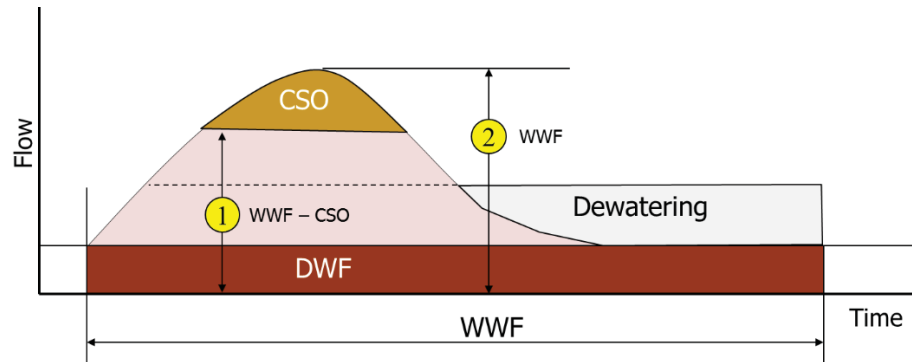 CSO
2 WWF
Flow
Dewatering
1 WWF – CSO
DWF
Time
WWF